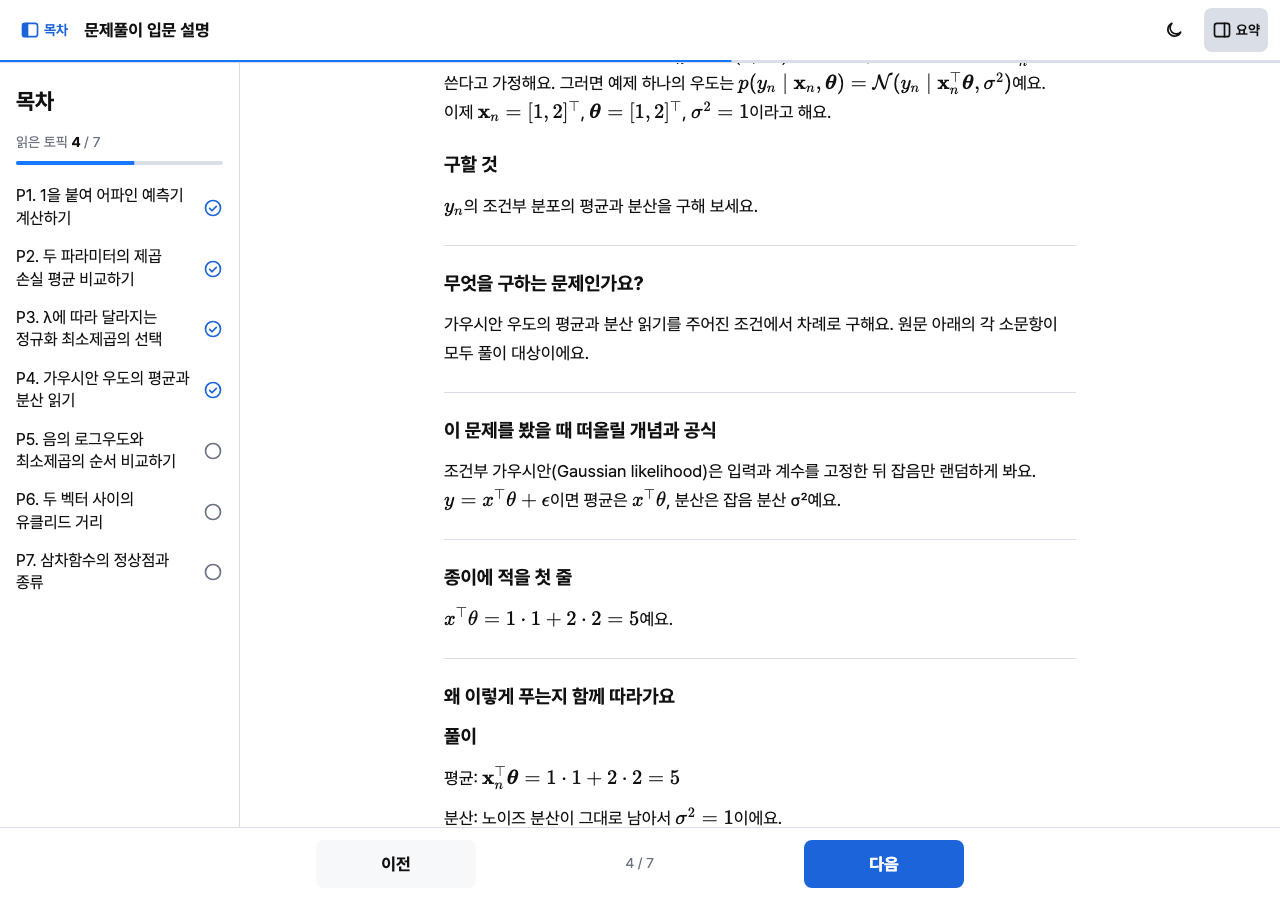 목차 문제풀이 입문 설명 요약
목차
읽은 토픽 4 / 7
P1. 1을 붙여 어파인 예측기
계산하기
P2. 두 파라미터의 제곱
손실 평균 비교하기
P3. λ에 따라 달라지는
정규화 최소제곱의 선택
P4. 가우시안 우도의 평균과
분산 읽기
P5. 음의 로그우도와
최소제곱의 순서 비교하기
P6. 두 벡터 사이의
유클리드 거리
P7. 삼차함수의 정상점과
종류
쓴다고 가정해요. 그러면 예제 하나의 우도는 p(yₙ | 𝐱ₙ, 𝜽) = 𝒩(yₙ | 𝐱ₙ^⊤𝜽, σ²)예요.
이제 𝐱ₙ = [1, 2]^⊤, 𝜽 = [1, 2]^⊤, σ² = 1이라고 해요.
구할 것
yₙ의 조건부 분포의 평균과 분산을 구해 보세요.
무엇을 구하는 문제인가요?
가우시안 우도의 평균과 분산 읽기를 주어진 조건에서 차례로 구해요. 원문 아래의 각 소문항이
모두 풀이 대상이에요.
이 문제를 봤을 때 떠올릴 개념과 공식
조건부 가우시안(Gaussian likelihood)은 입력과 계수를 고정한 뒤 잡음만 랜덤하게 봐요.
y = x^⊤θ + ϵ이면 평균은 x^⊤θ, 분산은 잡음 분산 σ²예요.
종이에 적을 첫 줄
x^⊤θ = 1 · 1 + 2 · 2 = 5예요.
왜 이렇게 푸는지 함께 따라가요
풀이
평균: 𝐱ₙ^⊤𝜽 = 1 · 1 + 2 · 2 = 5
분산: 노이즈 분산이 그대로 남아서 σ² = 1이에요.
이전 4 / 7 다음